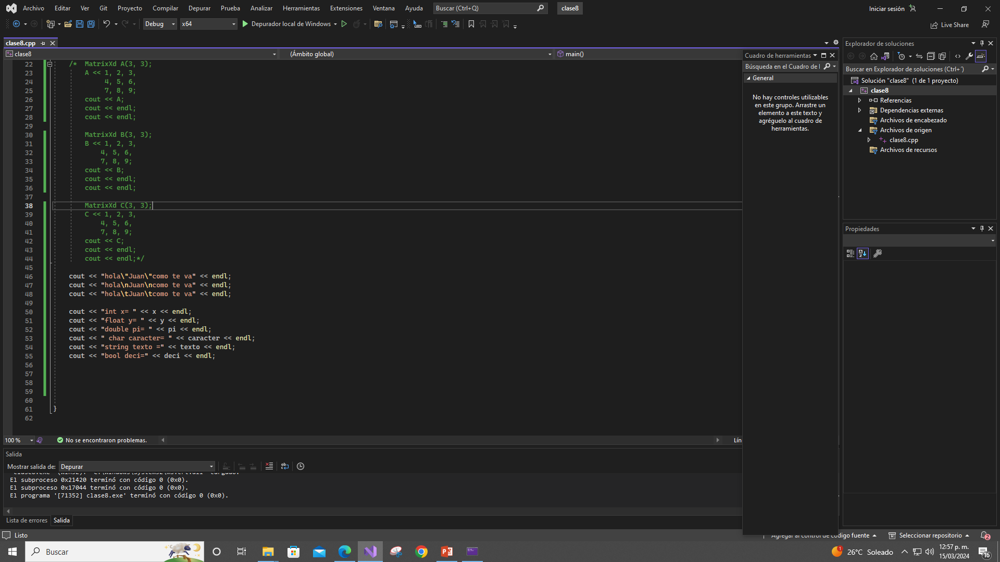 Archivo Editar Ver Git Proyecto Compilar Depurar Prueba Analizar Herramientas Extensiones Ventana Ayuda Buscar (Ctrl+Q) clase8 Iniciar sesión
Debug x64 Depurador local de Windows Live Share
clase8.cpp
clase8 (Ámbito global) main()
22 /* MatrixXd A(3, 3);
23 A << 1, 2, 3,
24 4, 5, 6,
25 7, 8, 9;
26 cout << A;
27 cout << endl;
28 cout << endl;
29
30 MatrixXd B(3, 3);
31 B << 1, 2, 3,
32 4, 5, 6,
33 7, 8, 9;
34 cout << B;
35 cout << endl;
36 cout << endl;
37
38 MatrixXd C(3, 3);
39 C << 1, 2, 3,
40 4, 5, 6,
41 7, 8, 9;
42 cout << C;
43 cout << endl;
44 cout << endl;*/
45
46 cout << "hola\"Juan\"como te va" << endl;
47 cout << "hola\nJuan\ncomo te va" << endl;
48 cout << "hola\tJuan\tcomo te va" << endl;
49
50 cout << "int x= " << x << endl;
51 cout << "float y= " << y << endl;
52 cout << "double pi= " << pi << endl;
53 cout << " char caracter= " << caracter << endl;
54 cout << "string texto =" << texto << endl;
55 cout << "bool deci=" << deci << endl;
56
57
58
59
60
61 }
62
100 % No se encontraron problemas. Lín
Cuadro de herramientas
Búsqueda en el Cuadro de
General
No hay controles utilizables
en este grupo. Arrastre un
elemento a este texto y
agréguelo al cuadro de
herramientas.
Explorador de soluciones
Buscar en Explorador de soluciones (Ctrl+´)
Solución "clase8" (1 de 1 proyecto)
clase8
Referencias
Dependencias externas
Archivos de encabezado
Archivos de origen
clase8.cpp
Archivos de recursos
Propiedades
Salida
Mostrar salida de: Depurar
El subproceso 0x21420 terminó con código 0 (0x0).
El subproceso 0x17044 terminó con código 0 (0x0).
El programa '[71352] clase8.exe' terminó con código 0 (0x0).
Lista de errores Salida
Listo Agregar al control de código fuente Seleccionar repositorio 2
Buscar 1 26°C Soleado 12:57 p. m.
15/03/2024 16